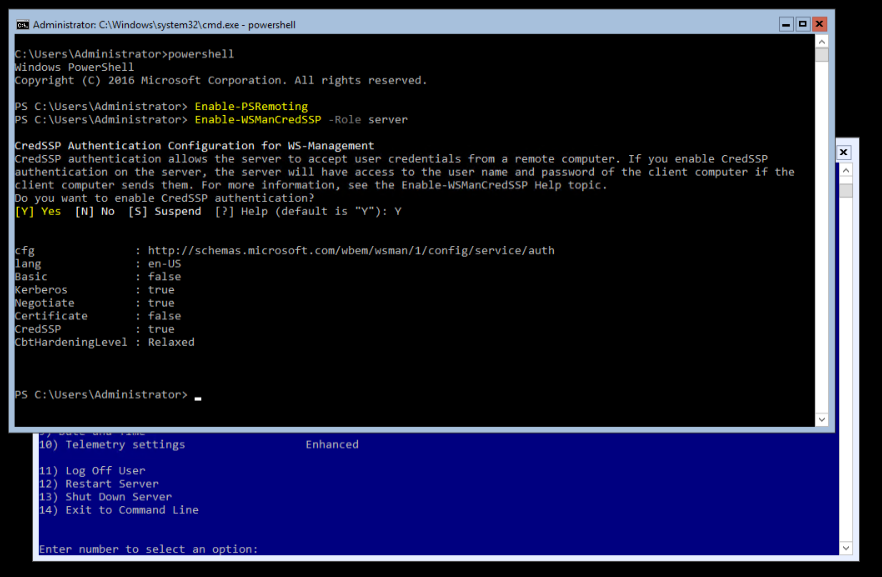 Administrator: C:\Windows\system32\cmd.exe - powershell
C:\Users\Administrator>powershell
Windows PowerShell
Copyright (C) 2016 Microsoft Corporation. All rights reserved.
PS C:\Users\Administrator> Enable-PSRemoting
PS C:\Users\Administrator> Enable-WSManCredSSP -Role server
CredSSP Authentication Configuration for WS-Management
CredSSP authentication allows the server to accept user credentials from a remote computer. If you enable CredSSP
authentication on the server, the server will have access to the user name and password of the client computer if the
client computer sends them. For more information, see the Enable-WSManCredSSP Help topic.
Do you want to enable CredSSP authentication?
[Y] Yes  [N] No  [S] Suspend  [?] Help (default is "Y"): Y
cfg : http://schemas.microsoft.com/wbem/wsman/1/config/service/auth
lang : en-US
Basic : false
Kerberos : true
Negotiate : true
Certificate : false
CredSSP : true
CbtHardeningLevel : Relaxed
PS C:\Users\Administrator>
9) Date and Time
10) Telemetry settings Enhanced
11) Log Off User
12) Restart Server
13) Shut Down Server
14) Exit to Command Line
Enter number to select an option: